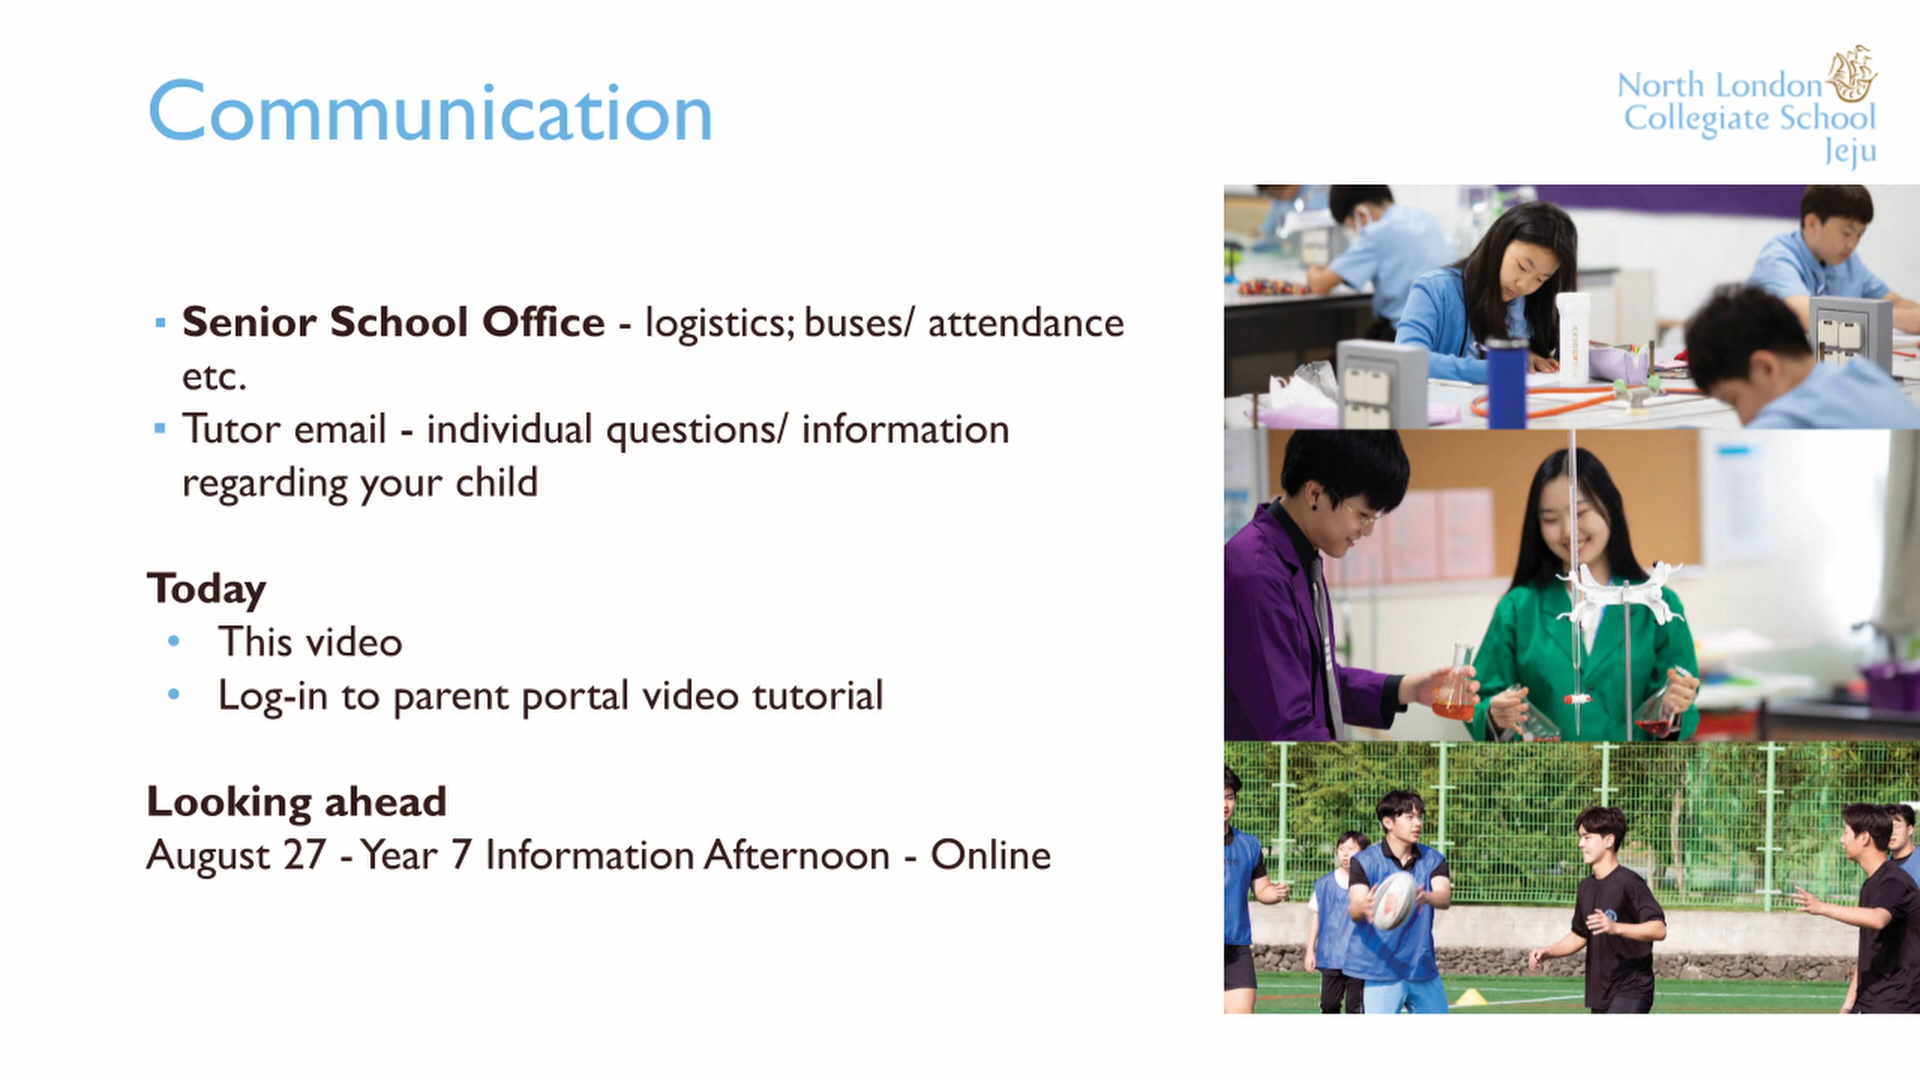 Communication
North London
Collegiate School
Jeju
Senior School Office - logistics; buses/ attendance
etc.
Tutor email - individual questions/ information
regarding your child
Today
This video
Log-in to parent portal video tutorial
Looking ahead
August 27 - Year 7 Information Afternoon - Online